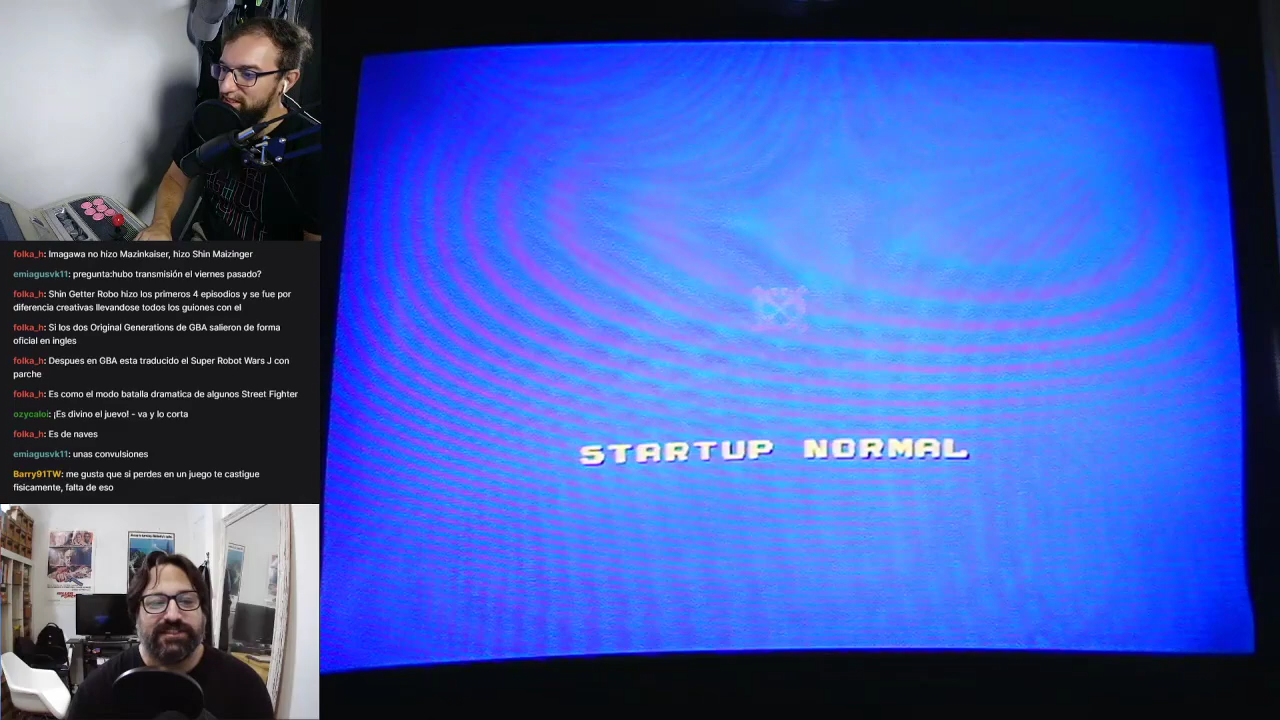 folka_h: Imagawa no hizo Mazinkaiser, hizo Shin Maizinger
emiagusvk11: pregunta:hubo transmisión el viernes pasado?
folka_h: Shin Getter Robo hizo los primeros 4 episodios y se fue por
diferencia creativas llevandose todos los guiones con el
folka_h: Si los dos Original Generations de GBA salieron de forma
oficial en ingles
folka_h: Despues en GBA esta traducido el Super Robot Wars J con
parche
folka_h: Es como el modo batalla dramatica de algunos Street Fighter
ozycaloi: ¡Es divino el juevo! - va y lo corta
folka_h: Es de naves
emiagusvk11: unas convulsiones
Barry91TW: me gusta que si perdes en un juego te castigue
fisicamente, falta de eso
STARTUP NORMAL